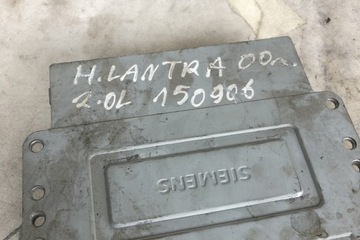 H. LANTRA 00г.
2.0L 150906
SIEMENS